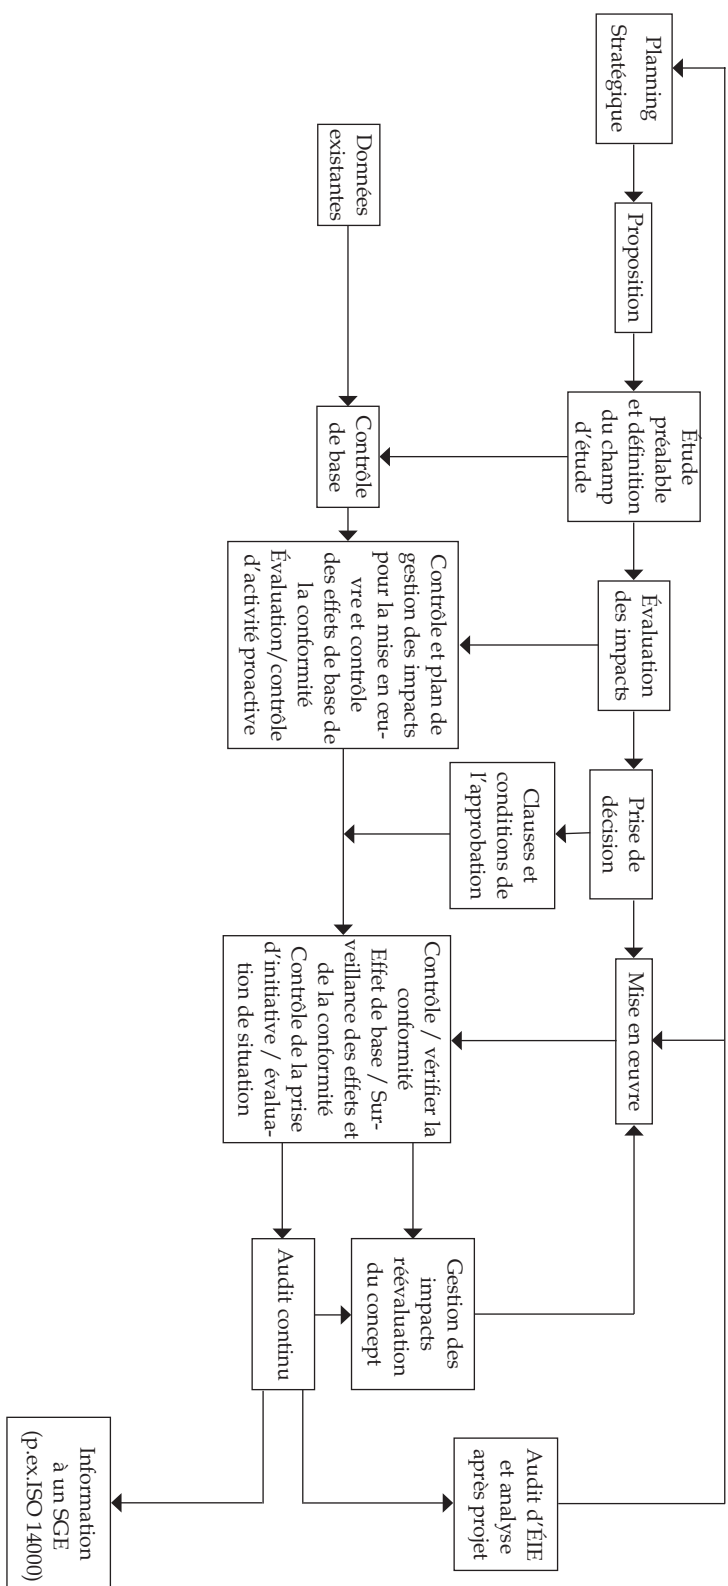 Planning
Stratégique
Proposition
Étude
préalable
et définition
du champ
d'étude
Évaluation
des impacts
Prise de
décision
Mise en œuvre
Données
existantes
Contrôle
de base
Contrôle et plan de
gestion des impacts
pour la mise en œu-
vre et contrôle
des effets de base de
la conformité
Évaluation/contrôle
d'activité proactive
Clauses et
conditions de
l'approbation
Contrôle / vérifier la
conformité
Effet de base / Sur-
veillance des effets et
de la conformité
Contrôle de la prise
d'initiative / évalua-
tion de situation
Gestion des
impacts
réévaluation
du concept
Audit continu
Audit d'ÉIE
et analyse
après projet
Information
à un SGE
(p.ex.ISO 14000)